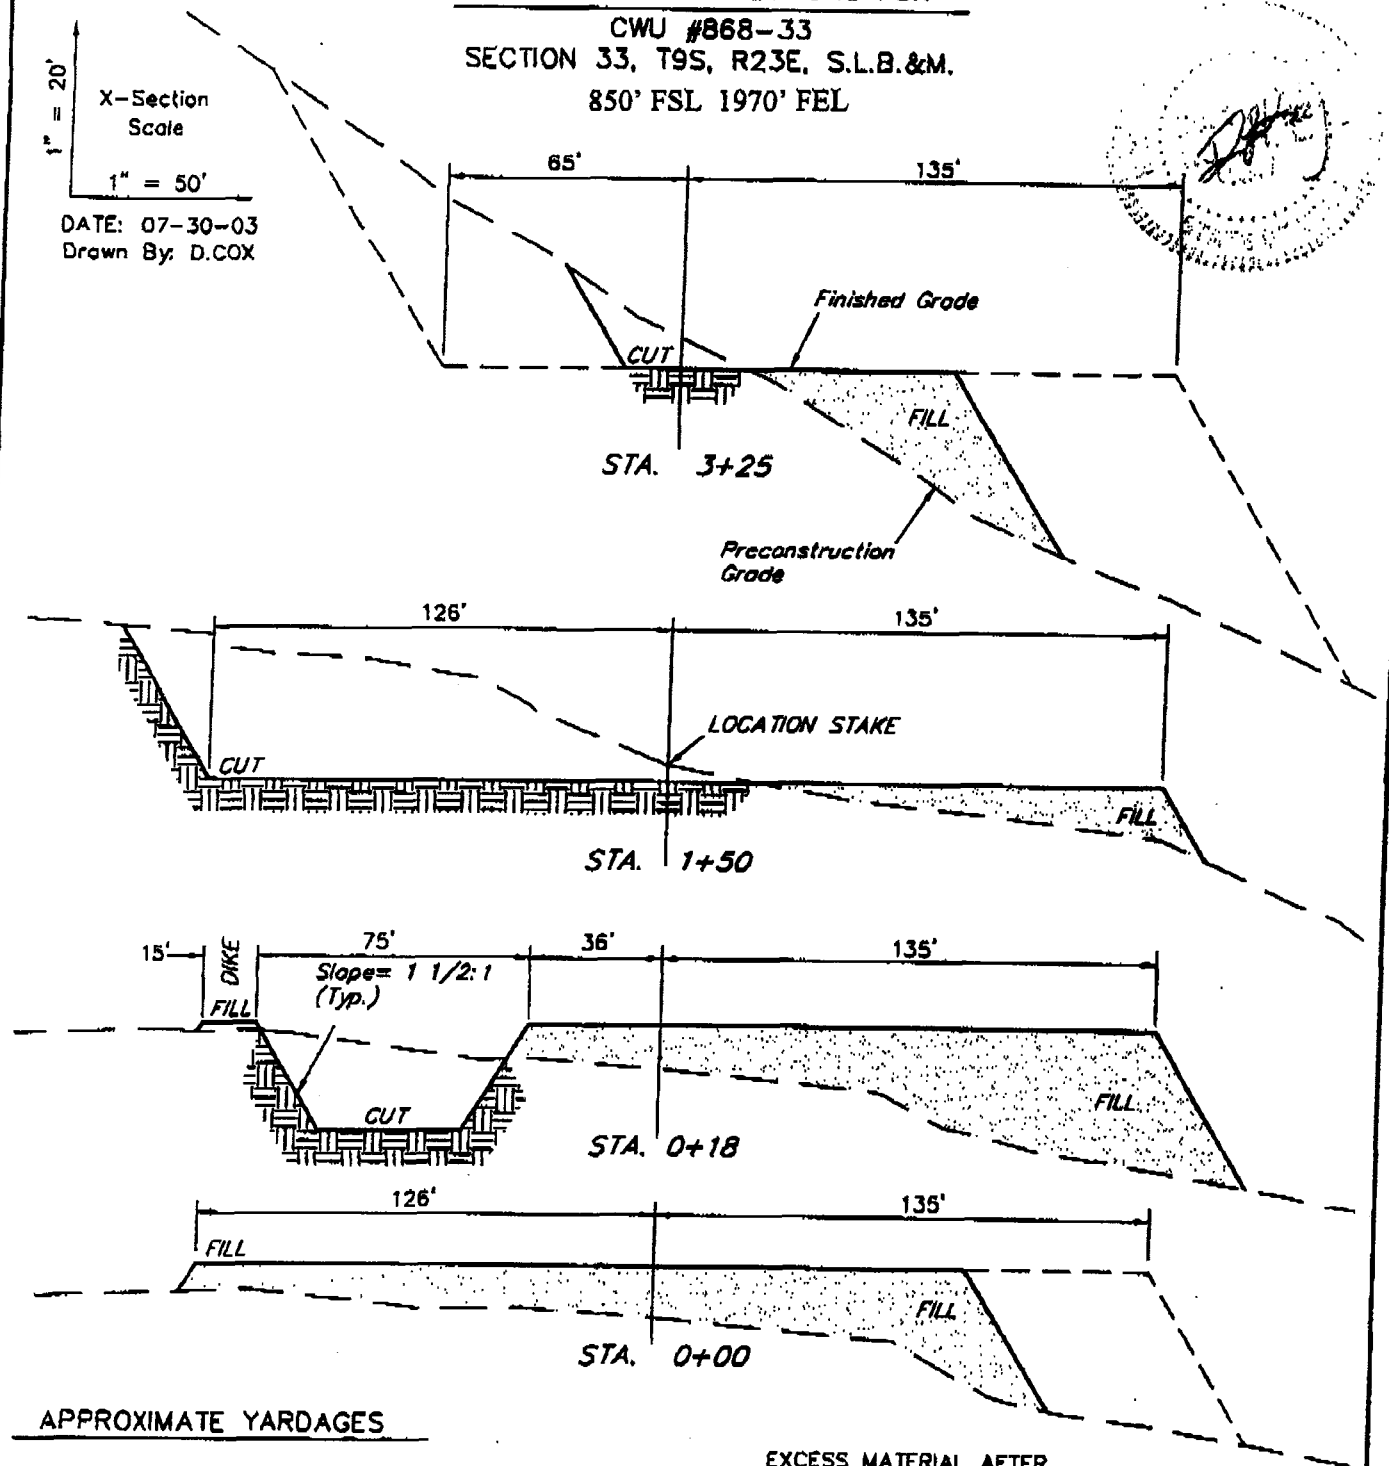 CWU #868-33
SECTION 33, T9S, R23E, S.L.B.&M.
850' FSL 1970' FEL
1" = 20'
X-Section
Scale
1" = 50'
DATE: 07-30-03
Drawn By: D.COX
65'
135'
Finished Grade
CUT
FILL
STA. 3+25
Preconstruction
Grade
126'
135'
LOCATION STAKE
CUT
FILL
STA. 1+50
15'
DIKE
75'
36'
135'
Slope= 1 1/2:1
(Typ.)
FILL
CUT
FILL
STA. 0+18
126'
135'
FILL
FILL
STA. 0+00
APPROXIMATE YARDAGES
EXCESS MATERIAL AFTER